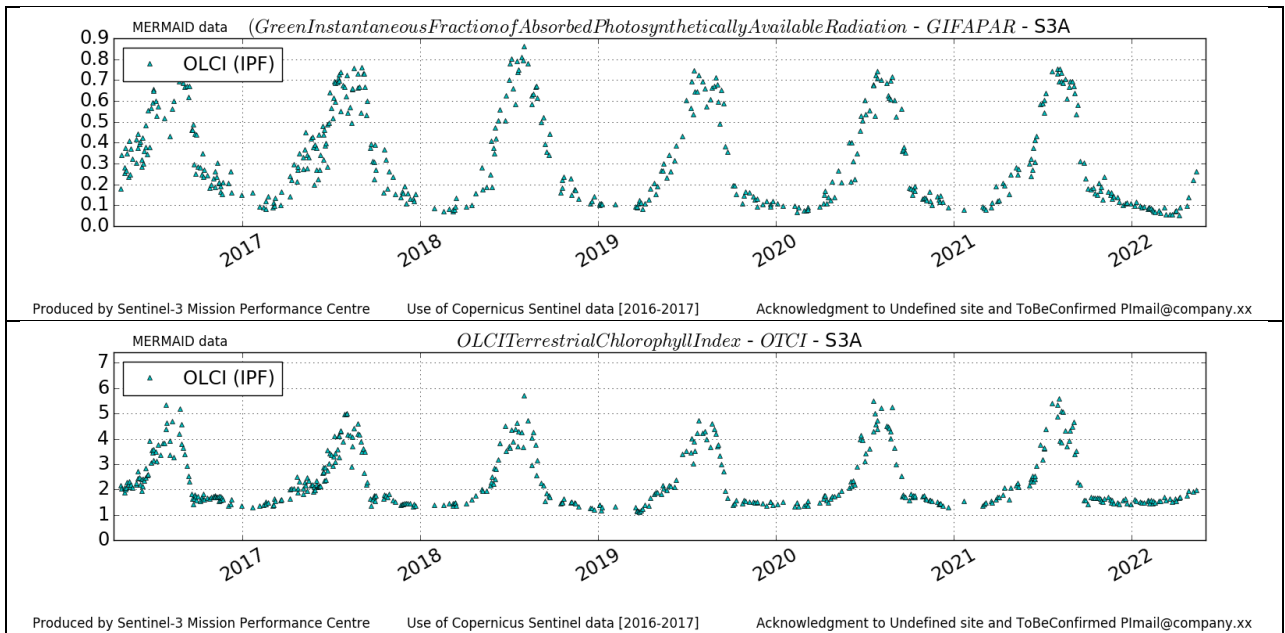 MERMAID data (GreenInstantaneousFractionofAbsorbedPhotosyntheticallyAvailableRadiation - GIFAPAR - S3A
0.9
OLCI (IPF)
0.8
0.7
0.6
0.5
0.4
0.3
0.2
0.1
0.0
2017 2018 2019 2020 2021 2022
Produced by Sentinel-3 Mission Performance Centre Use of Copernicus Sentinel data [2016-2017] Acknowledgment to Undefined site and ToBeConfirmed PImail@company.xx
MERMAID data OLCITerrestrialChlorophyllIndex - OTCI - S3A
7
OLCI (IPF)
6
5
4
3
2
1
0
2017 2018 2019 2020 2021 2022
Produced by Sentinel-3 Mission Performance Centre Use of Copernicus Sentinel data [2016-2017] Acknowledgment to Undefined site and ToBeConfirmed PImail@company.xx